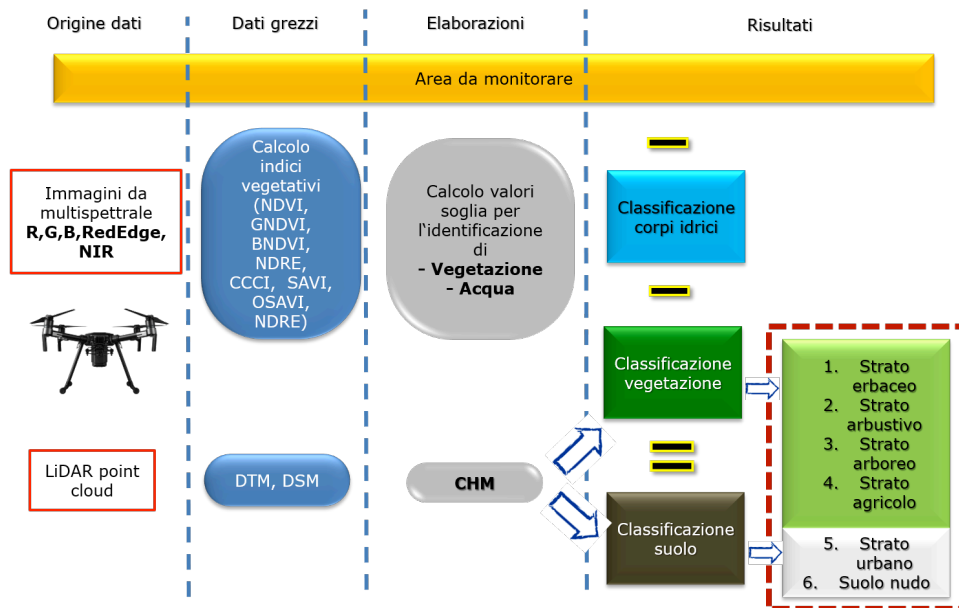 Origine dati
Dati grezzi
Elaborazioni
Risultati
Area da monitorare
Immagini da
multispettrale
R,G,B,RedEdge,
NIR
Calcolo
indici
vegetativi
(NDVI,
GNDVI,
BNDVI,
NDRE,
CCCI, SAVI,
OSAVI,
NDRE)
Calcolo valori
soglia per
l'identificazione
di
- Vegetazione
- Acqua
Classificazione
corpi idrici
Classificazione
vegetazione
1. Strato
erbaceo
2. Strato
arbustivo
3. Strato
arboreo
4. Strato
agricolo
LiDAR point
cloud
DTM, DSM
CHM
Classificazione
suolo
5. Strato
urbano
6. Suolo nudo